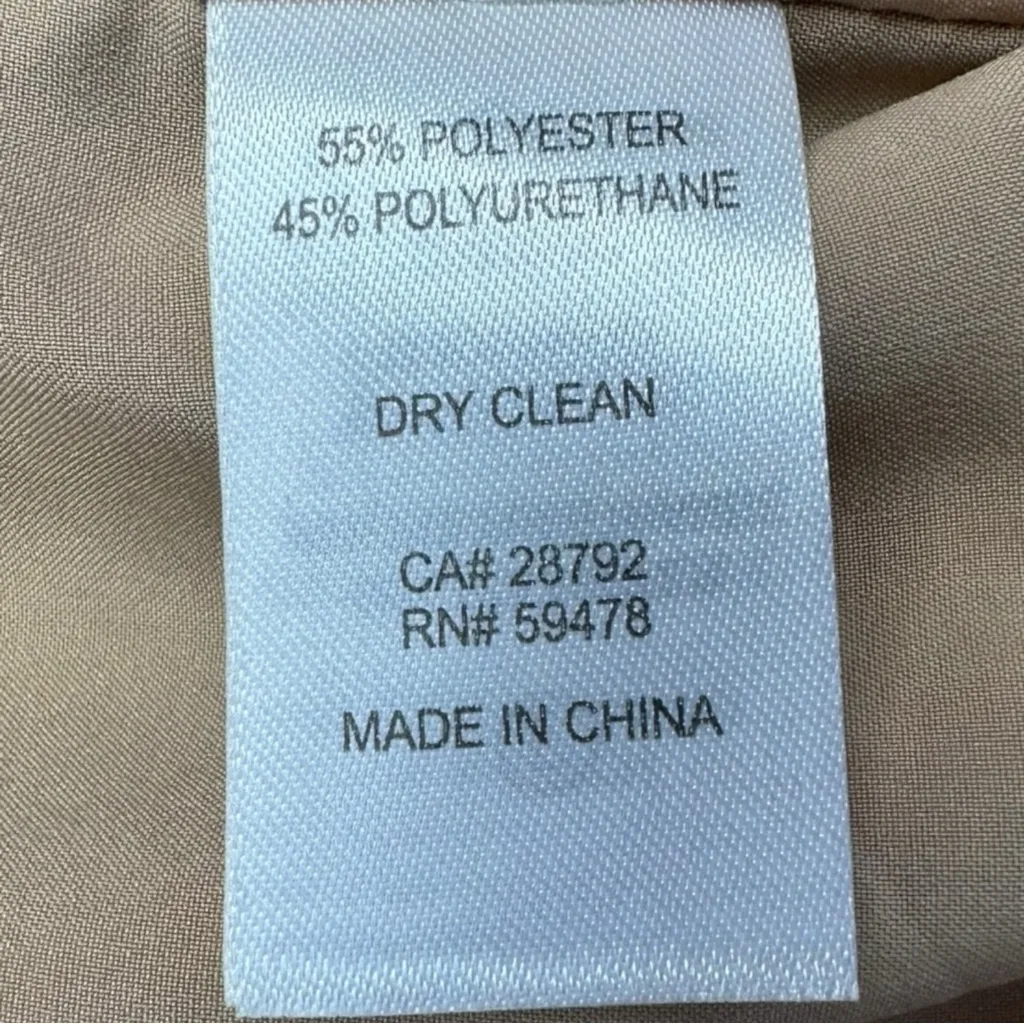 55% POLYESTER
45% POLYURETHANE
DRY CLEAN
CA# 28792
RN# 59478
MADE IN CHINA